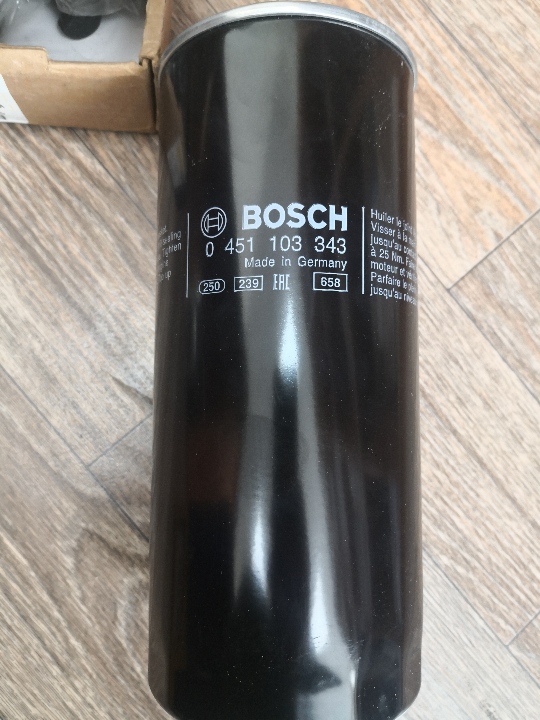 BOSCH
0 451 103 343
Made in Germany
250 239 EAC 658
Huiler le joint
Visser à la
jusqu'au
à 25 Nm.
moteur et
Parfaire le
jusqu'au